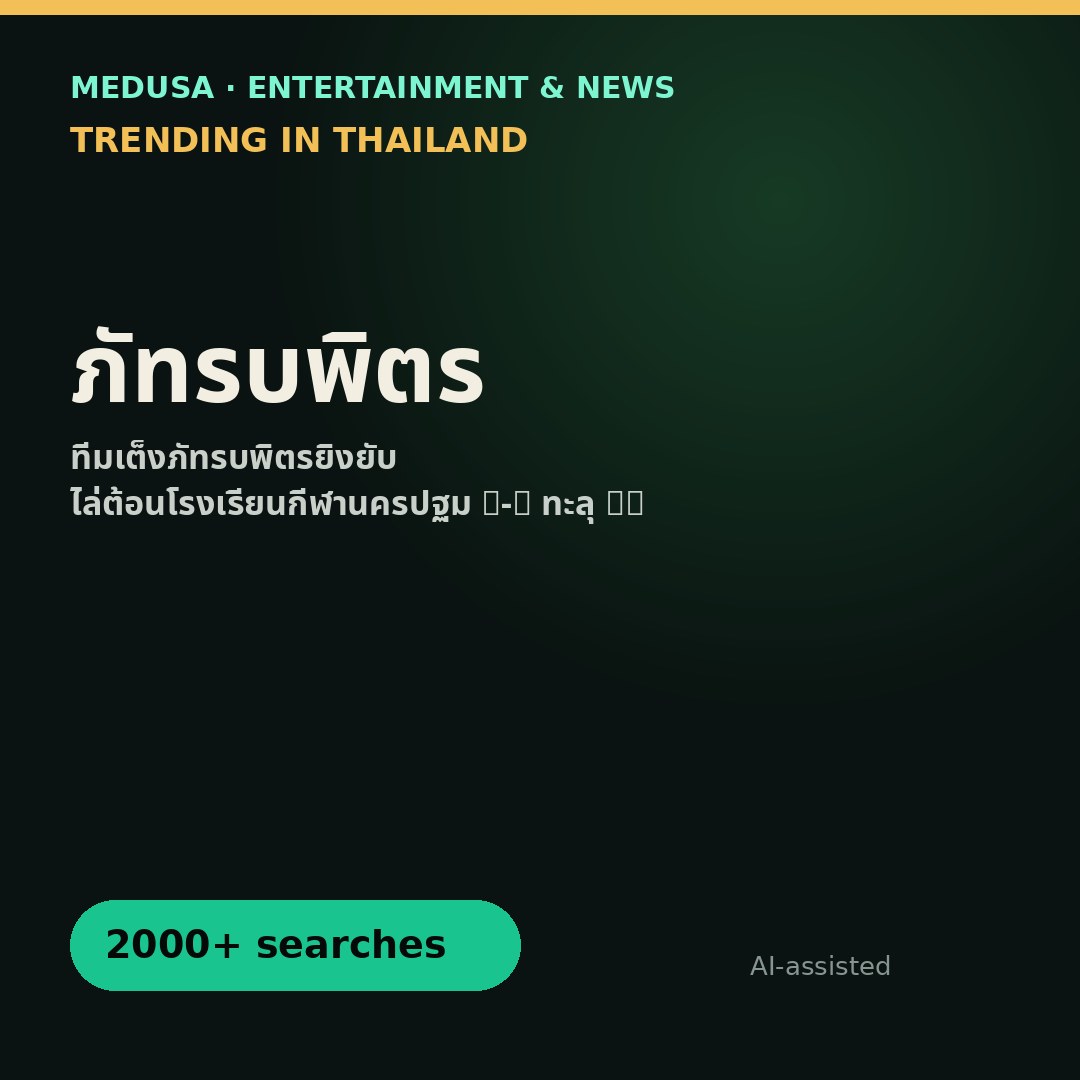 MEDUSA · ENTERTAINMENT & NEWS
TRENDING IN THAILAND
ภัทรบพิตร
ทีมเต็งภัทรบพิตรยิงยับ
ไล่ต้อนโรงเรียนกีฬานครปฐม ▯-▯ ทะลุ ▯▯
2000+ searches
AI-assisted